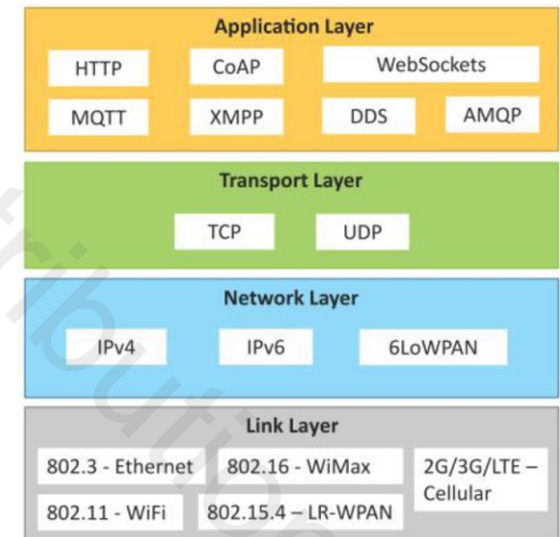 Application Layer
HTTP
CoAP
WebSockets
MQTT
XMPP
DDS
AMQP
Transport Layer
TCP
UDP
Network Layer
IPv4
IPv6
6LoWPAN
Link Layer
802.3 - Ethernet
802.16 - WiMax
2G/3G/LTE –
Cellular
802.11 - WiFi
802.15.4 – LR-WPAN